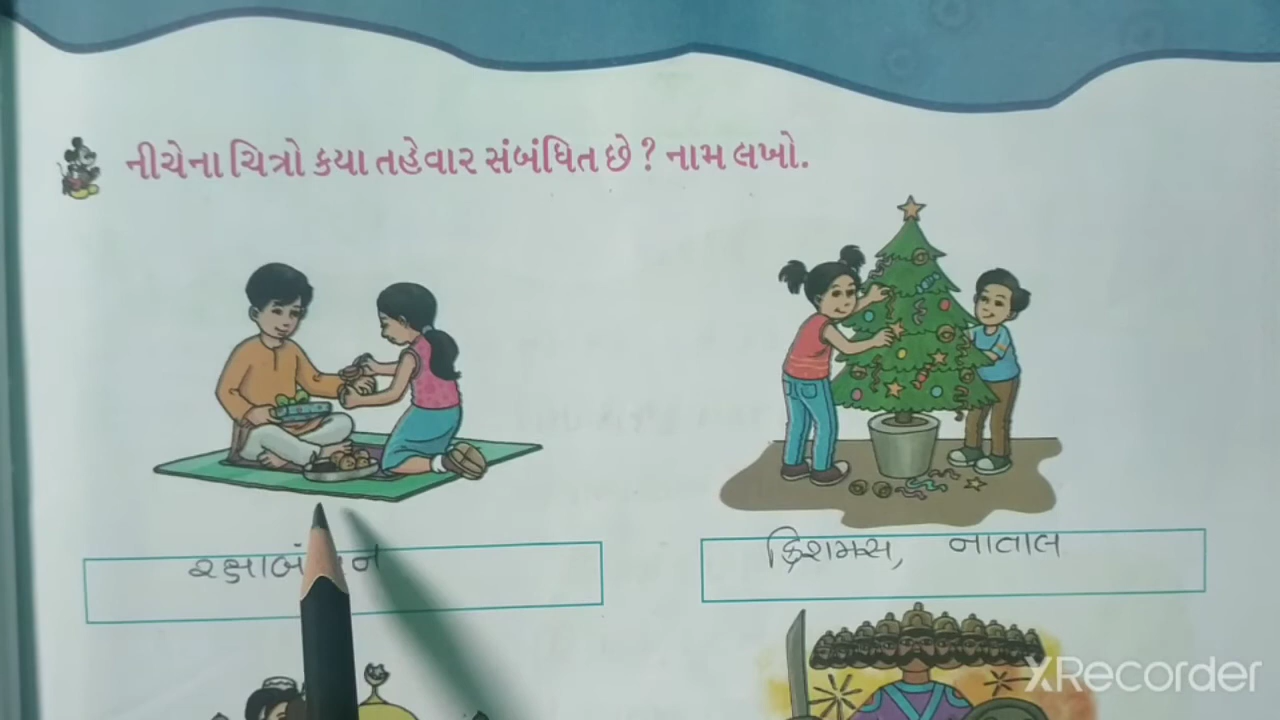 નીચેના ચિત્રો કયા તહેવાર સંબંધિત છે? નામ લખો.
ક્રિશમસ, નાતાલ
XRecorder